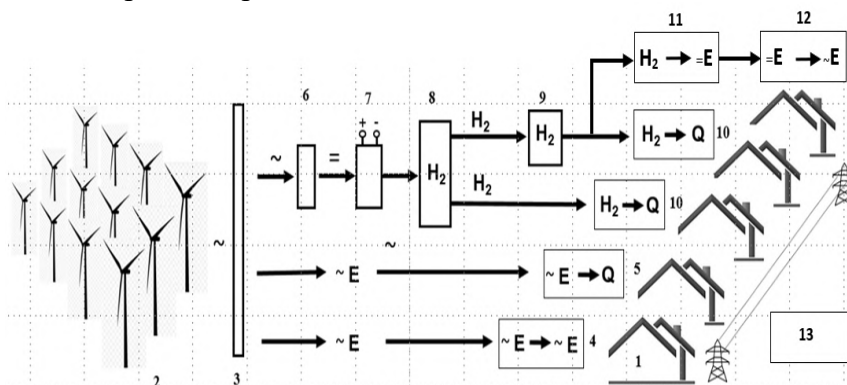 11 12
H₂ → =E =E → ~E
6 7 8 9
+ -
H₂
~ = H₂ H₂ H₂ → Q 10
H₂
H₂ → Q 10
~ ~
~ E ~ E → Q 5
~ E ~ E → ~ E 4 1 13
2 3